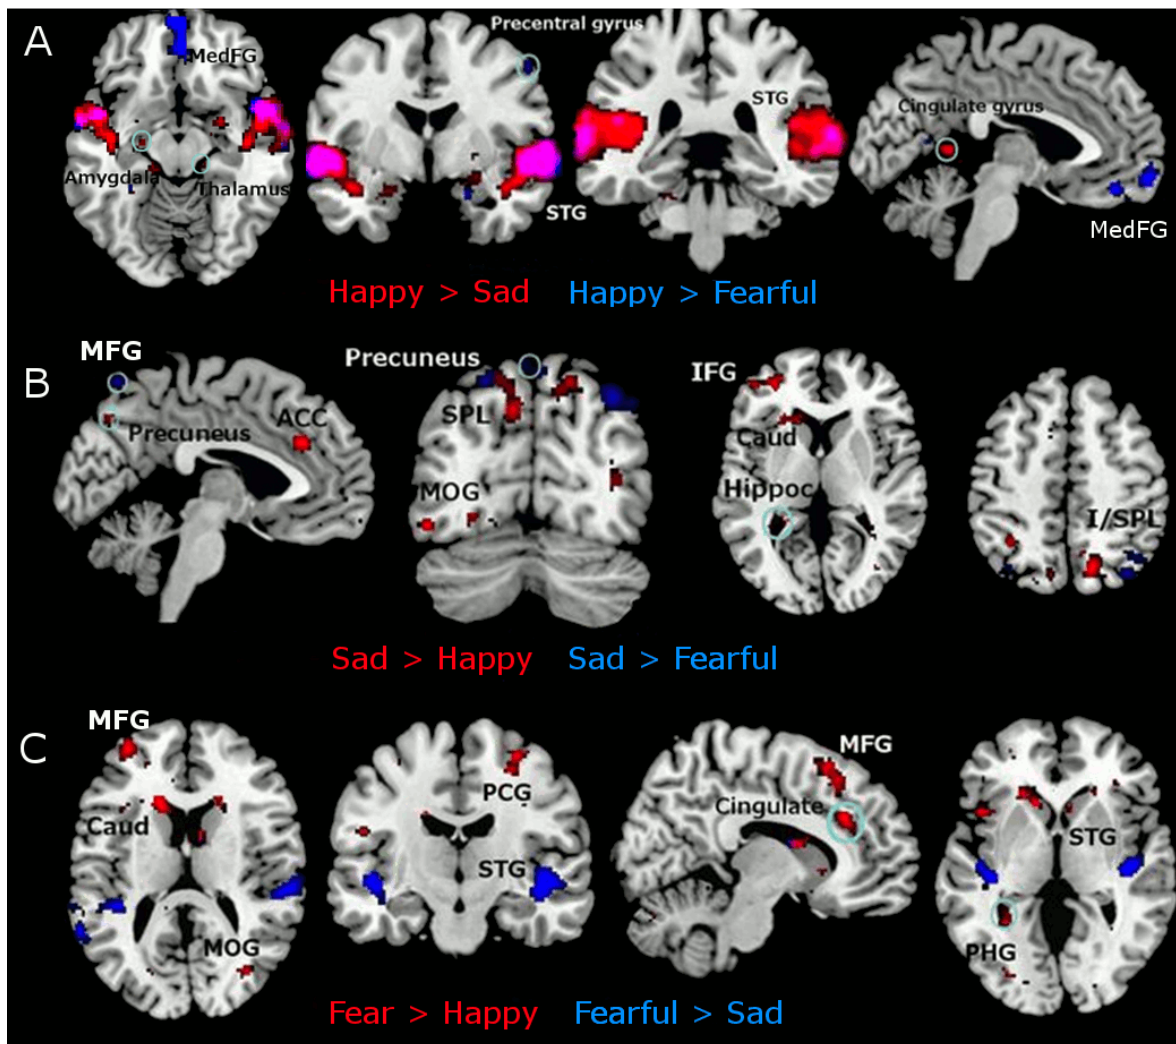 A
MedFG
Precentral gyrus
STG
Cingulate gyrus
Amygdala
Thalamus
STG
MedFG
Happy > Sad
Happy > Fearful
B
MFG
Precuneus
IFG
Precuneus
ACC
SPL
Caud
MOG
Hippoc
I/SPL
Sad > Happy
Sad > Fearful
C
MFG
PCG
MFG
Cingulate
Caud
STG
STG
MOG
PHG
Fear > Happy
Fearful > Sad